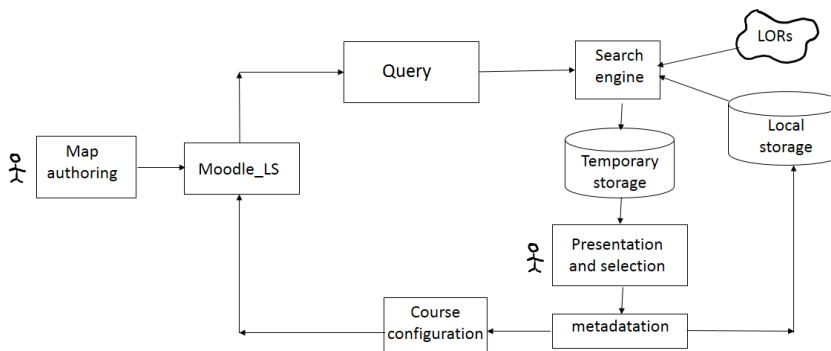 LORs
Query
Search
engine
Map
authoring
Moodle_LS
Local
storage
Temporary
storage
Presentation
and selection
Course
configuration
metadatation